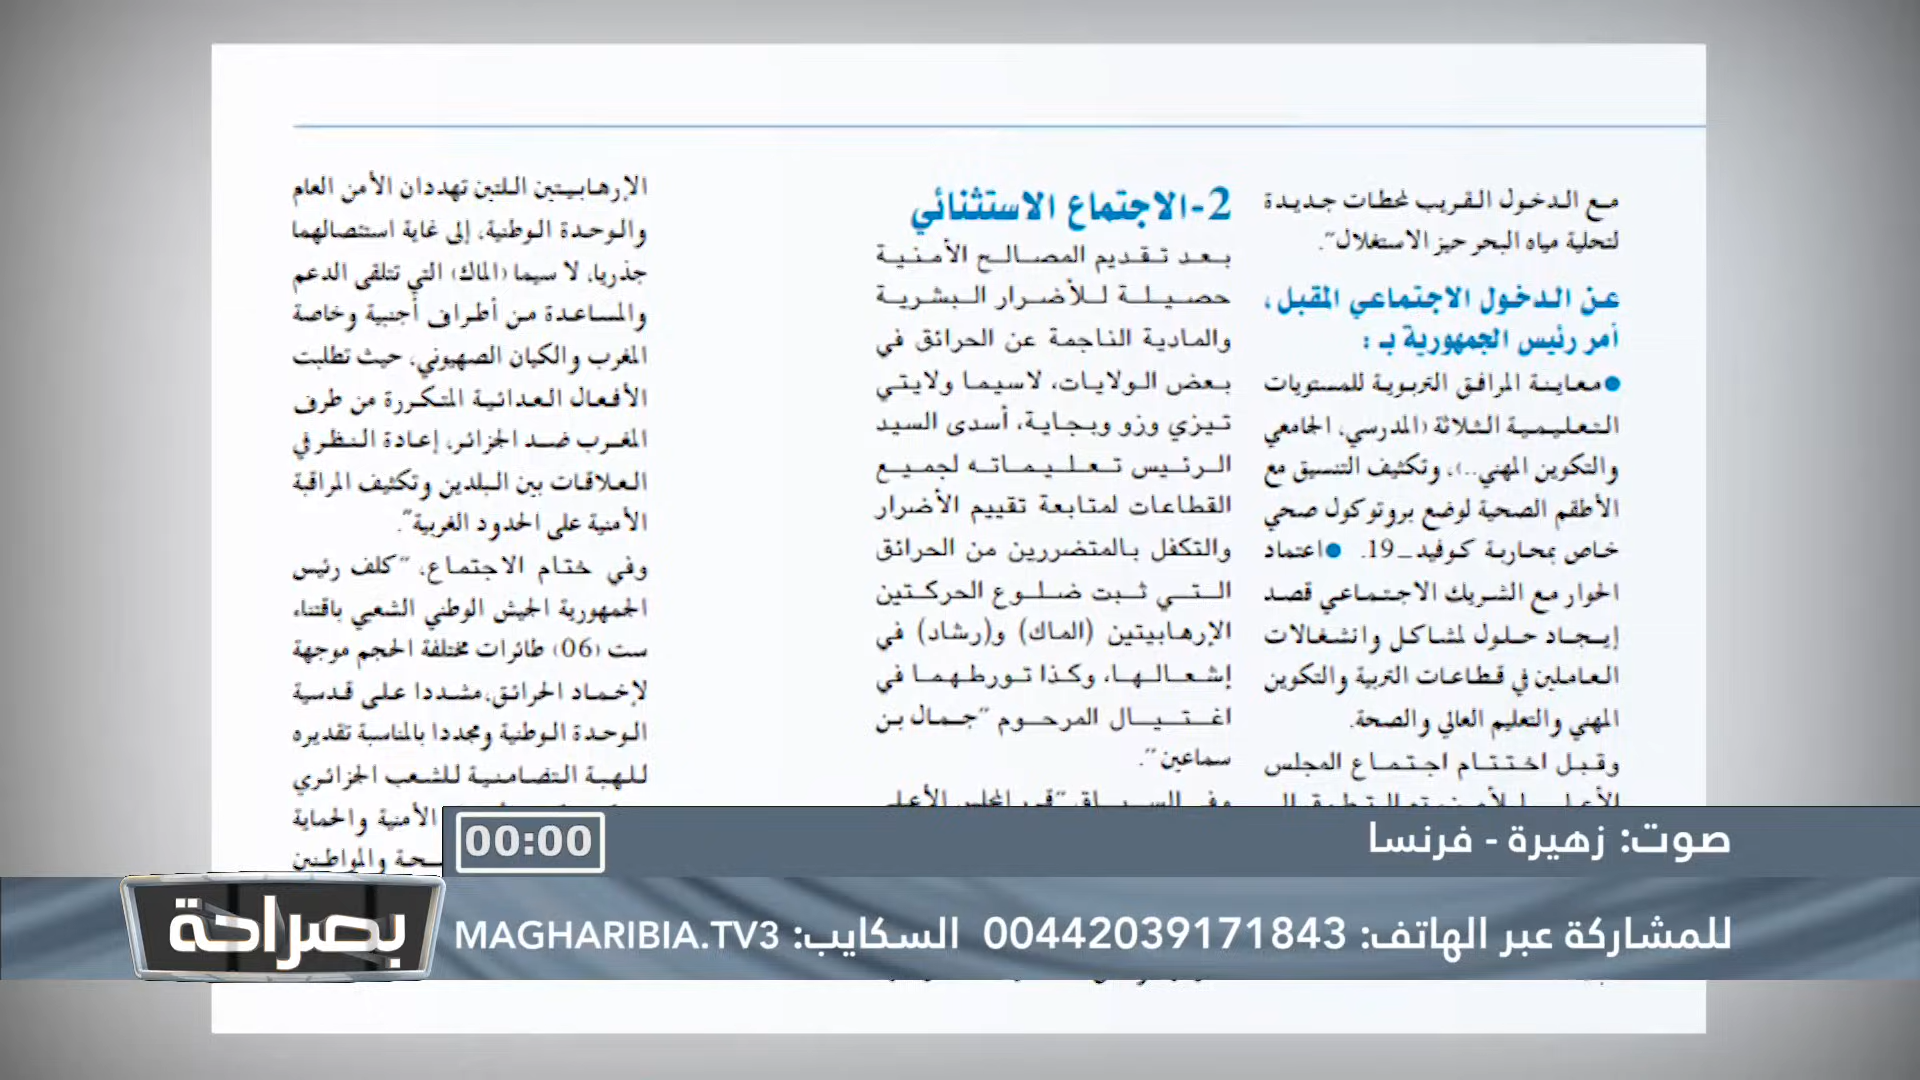 مع الدخول القريب لمحطات جديدة
لتحلية مياه البحر حيز الاستغلال".
عن الدخول الاجتماعي المقبل،
أمر رئيس الجمهورية بـ :
●معاينة المرافق التربوية للمستويات
التعليمية الثلاثة (المدرسي، الجامعي
والتكوين المهني..)، وتكثيف التنسيق مع
الأطقم الصحية لوضع بروتوكول صحي
خاص بمحاربة كوفيد_19. ●اعتماد
الحوار مع الشريك الاجتماعي قصد
إيجاد حلول لمشاكل وانشغالات
العاملين في قطاعات التربية والتكوين
المهني والتعليم العالي والصحة.
وقبل اختتام اجتماع المجلس
2-الاجتماع الاستثنائي
بعد تقديم المصالح الأمنية
حصيلة للأضرار البشرية
والمادية الناجمة عن الحرائق في
بعض الولايات، لاسيما ولايتي
تيزي وزو وبجاية، أسدى السيد
الرئيس تعليماته لجميع
القطاعات لمتابعة تقييم الأضرار
والتكفل بالمتضررين من الحرائق
التي ثبت ضلوع الحركتين
الإرهابيتين (الماك) و(رشاد) في
إشعالها، وكذا تورطهما في
اغتيال المرحوم "جمال بن
سماعين".
الإرهابيتين اللتين تهددان الأمن العام
والوحدة الوطنية، إلى غاية استئصالهما
جذريا، لا سيما (الماك) التي تتلقى الدعم
والمساعدة من أطراف أجنبية وخاصة
المغرب والكيان الصهيوني، حيث تطلبت
الأفعال العدائية المتكررة من طرف
المغرب ضد الجزائر، إعادة النظر في
العلاقات بين البلدين وتكثيف المراقبة
الأمنية على الحدود الغربية".
وفي ختام الاجتماع، "كلف رئيس
الجمهورية الجيش الوطني الشعبي باقتناء
ست (06) طائرات مختلفة الحجم موجهة
لإخماد الحرائق،مشددا على قدسية
الوحدة الوطنية ومجددا بالمناسبة تقديره
للهبة التضامنية للشعب الجزائري
الأمنية والحماية
والمواطنين
صوت: زهيرة - فرنسا
00:00
للمشاركة عبر الهاتف: 00442039171843 السكايب: MAGHARIBIA.TV3
بصراحة